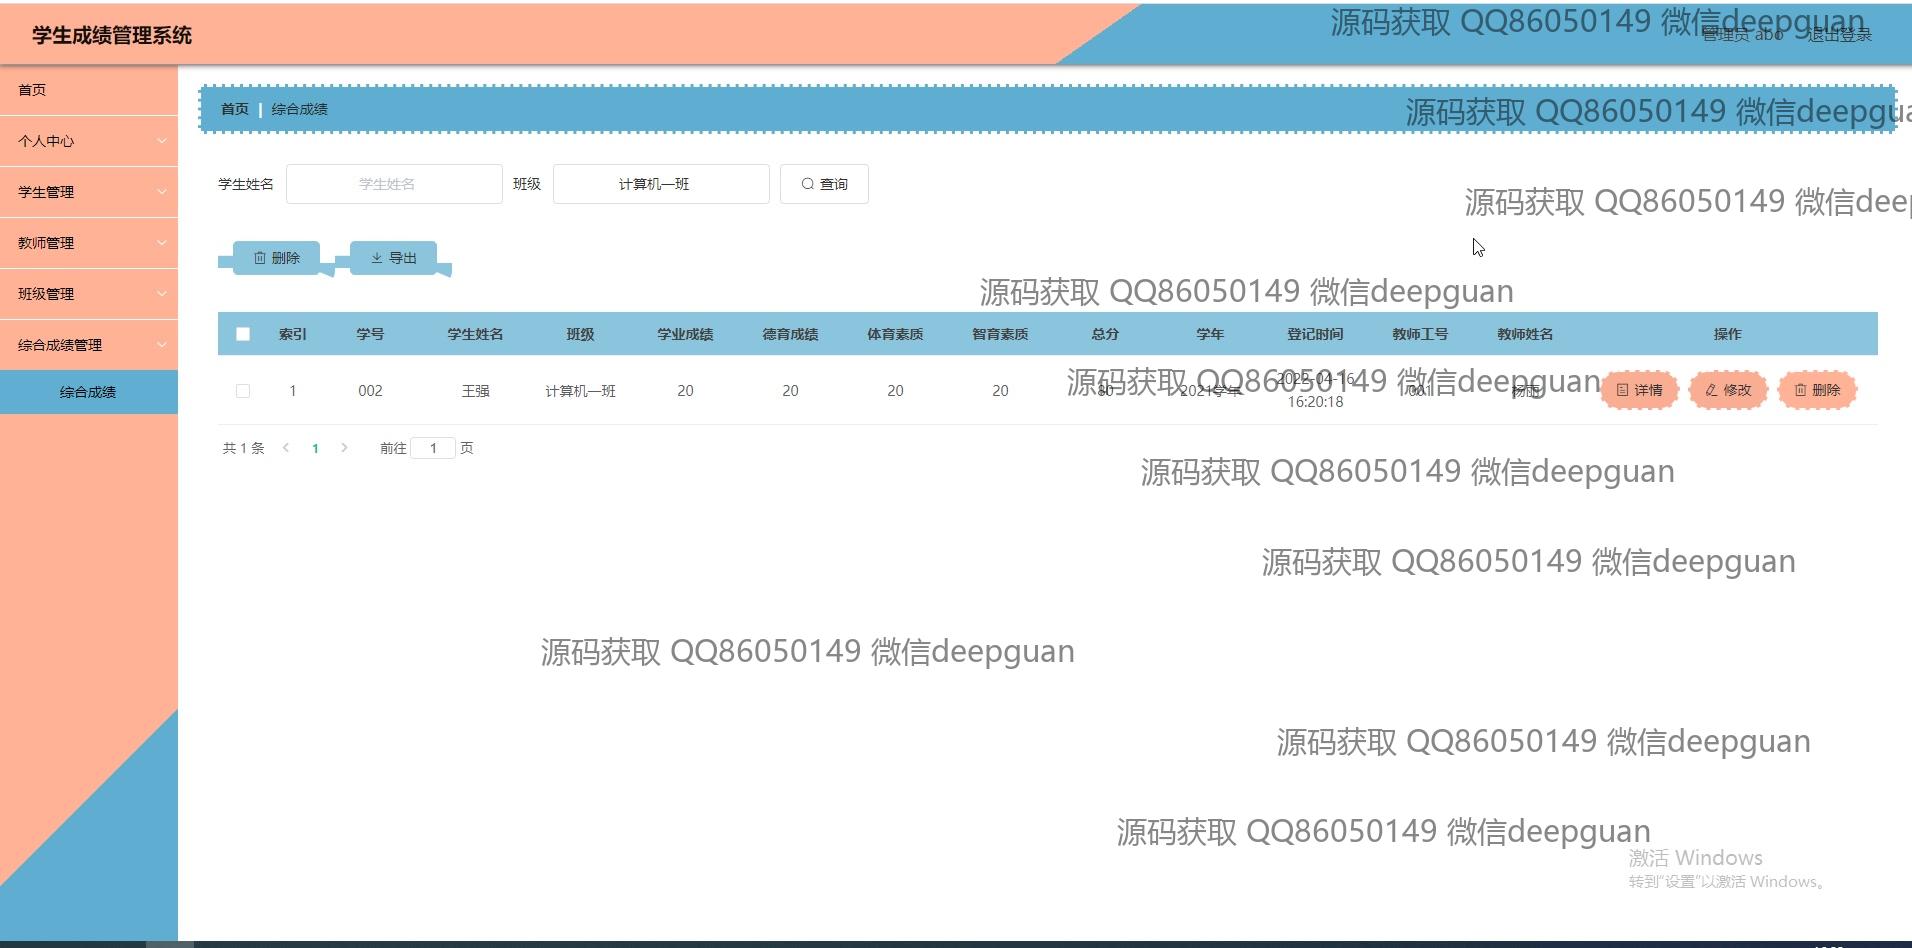 学生成绩管理系统
源码获取 QQ86050149 微信deepguan
管理员 abo 退出登录
首页
个人中心
学生管理
教师管理
班级管理
综合成绩管理
综合成绩
首页 | 综合成绩
源码获取 QQ86050149 微信deepgua
学生姓名 学生姓名 班级 计算机一班 查询
源码获取 QQ86050149 微信deep
删除 导出
源码获取 QQ86050149 微信deepguan
索引 学号 学生姓名 班级 学业成绩 德育成绩 体育素质 智育素质 总分 学年 登记时间 教师工号 教师姓名 操作
源码获取 QQ86050149 微信deepguan
1 002 王强 计算机一班 20 20 20 20 80 2021学年 2022-04-16 16:20:18 001 杨丽 详情 修改 删除
共 1 条 1 前往 1 页
源码获取 QQ86050149 微信deepguan
源码获取 QQ86050149 微信deepguan
源码获取 QQ86050149 微信deepguan
源码获取 QQ86050149 微信deepguan
源码获取 QQ86050149 微信deepguan
激活 Windows
转到“设置”以激活 Windows。